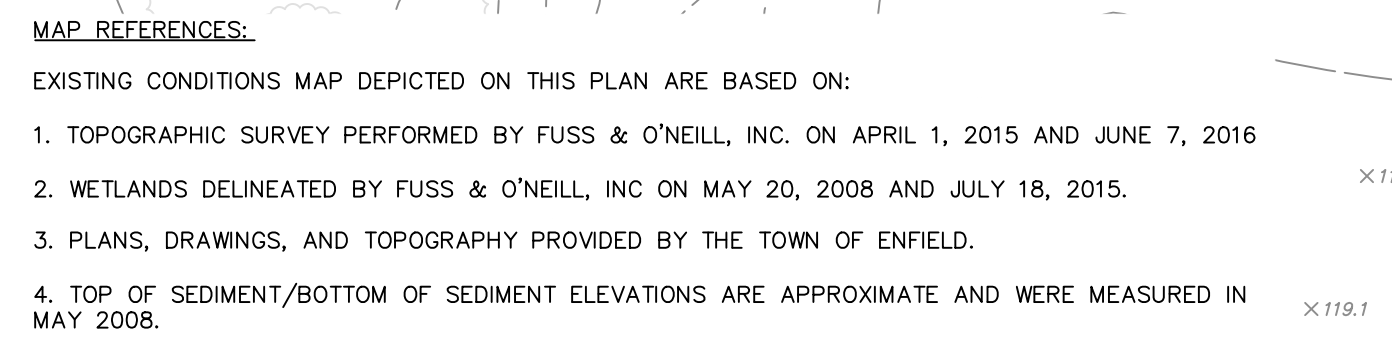 MAP REFERENCES:
EXISTING CONDITIONS MAP DEPICTED ON THIS PLAN ARE BASED ON:
1. TOPOGRAPHIC SURVEY PERFORMED BY FUSS & O'NEILL, INC. ON APRIL 1, 2015 AND JUNE 7, 2016
2. WETLANDS DELINEATED BY FUSS & O'NEILL, INC ON MAY 20, 2008 AND JULY 18, 2015.
3. PLANS, DRAWINGS, AND TOPOGRAPHY PROVIDED BY THE TOWN OF ENFIELD.
4. TOP OF SEDIMENT/BOTTOM OF SEDIMENT ELEVATIONS ARE APPROXIMATE AND WERE MEASURED IN
MAY 2008.
×119.1